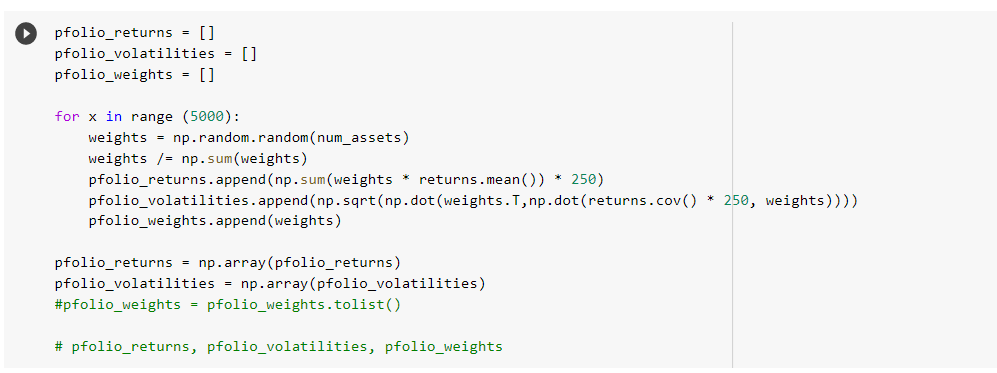 pfolio_returns = []
pfolio_volatilities = []
pfolio_weights = []

for x in range (5000):
    weights = np.random.random(num_assets)
    weights /= np.sum(weights)
    pfolio_returns.append(np.sum(weights * returns.mean()) * 250)
    pfolio_volatilities.append(np.sqrt(np.dot(weights.T,np.dot(returns.cov() * 250, weights))))
    pfolio_weights.append(weights)

pfolio_returns = np.array(pfolio_returns)
pfolio_volatilities = np.array(pfolio_volatilities)
#pfolio_weights = pfolio_weights.tolist()

# pfolio_returns, pfolio_volatilities, pfolio_weights